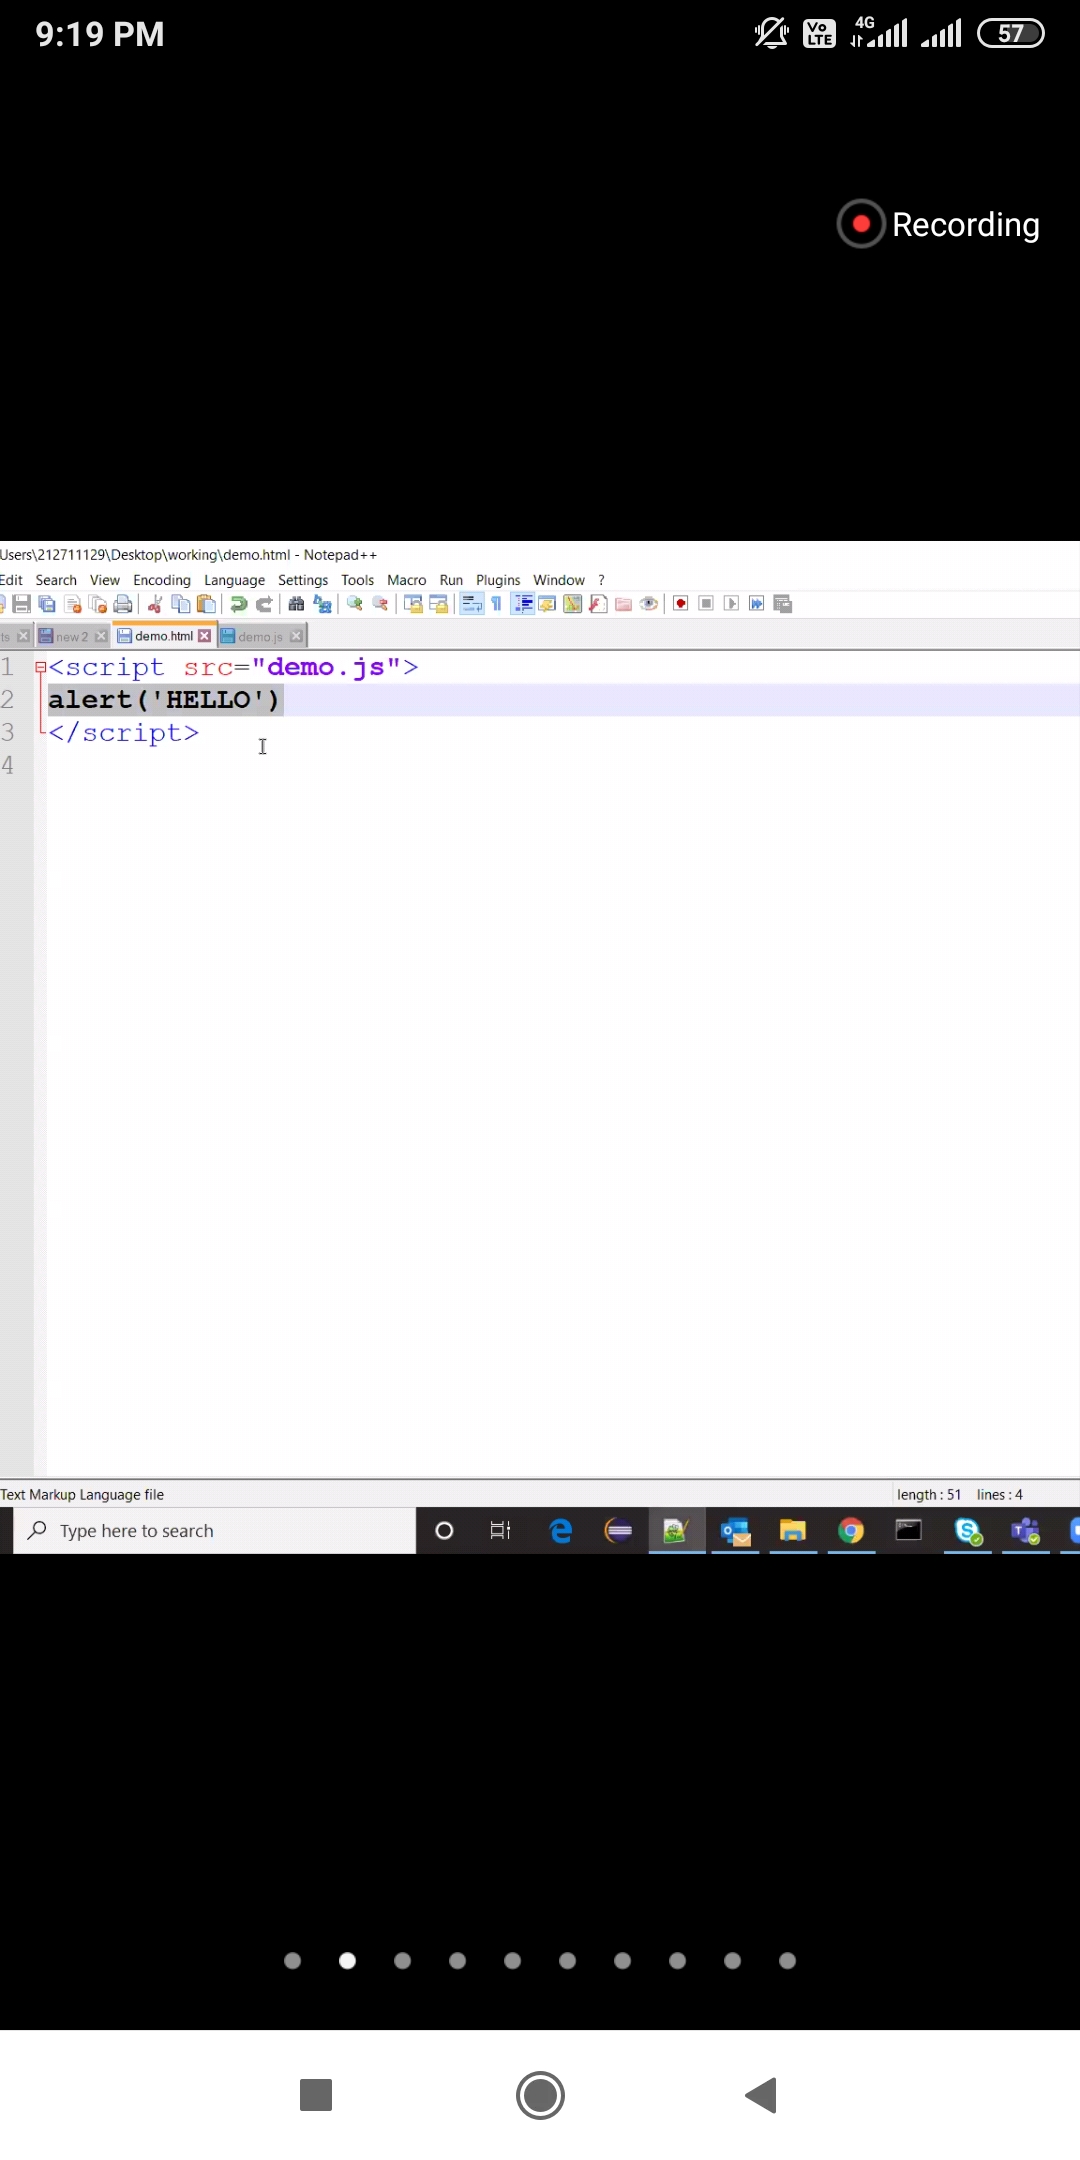 9:19 PM
Vo LTE
4G
57
Recording
Users\212711129\Desktop\working\demo.html - Notepad++
Edit Search View Encoding Language Settings Tools Macro Run Plugins Window ?
ts new 2 demo.html demo.js
1 <script src="demo.js">
2 alert('HELLO')
3 </script>
4
Text Markup Language file length : 51 lines : 4
Type here to search